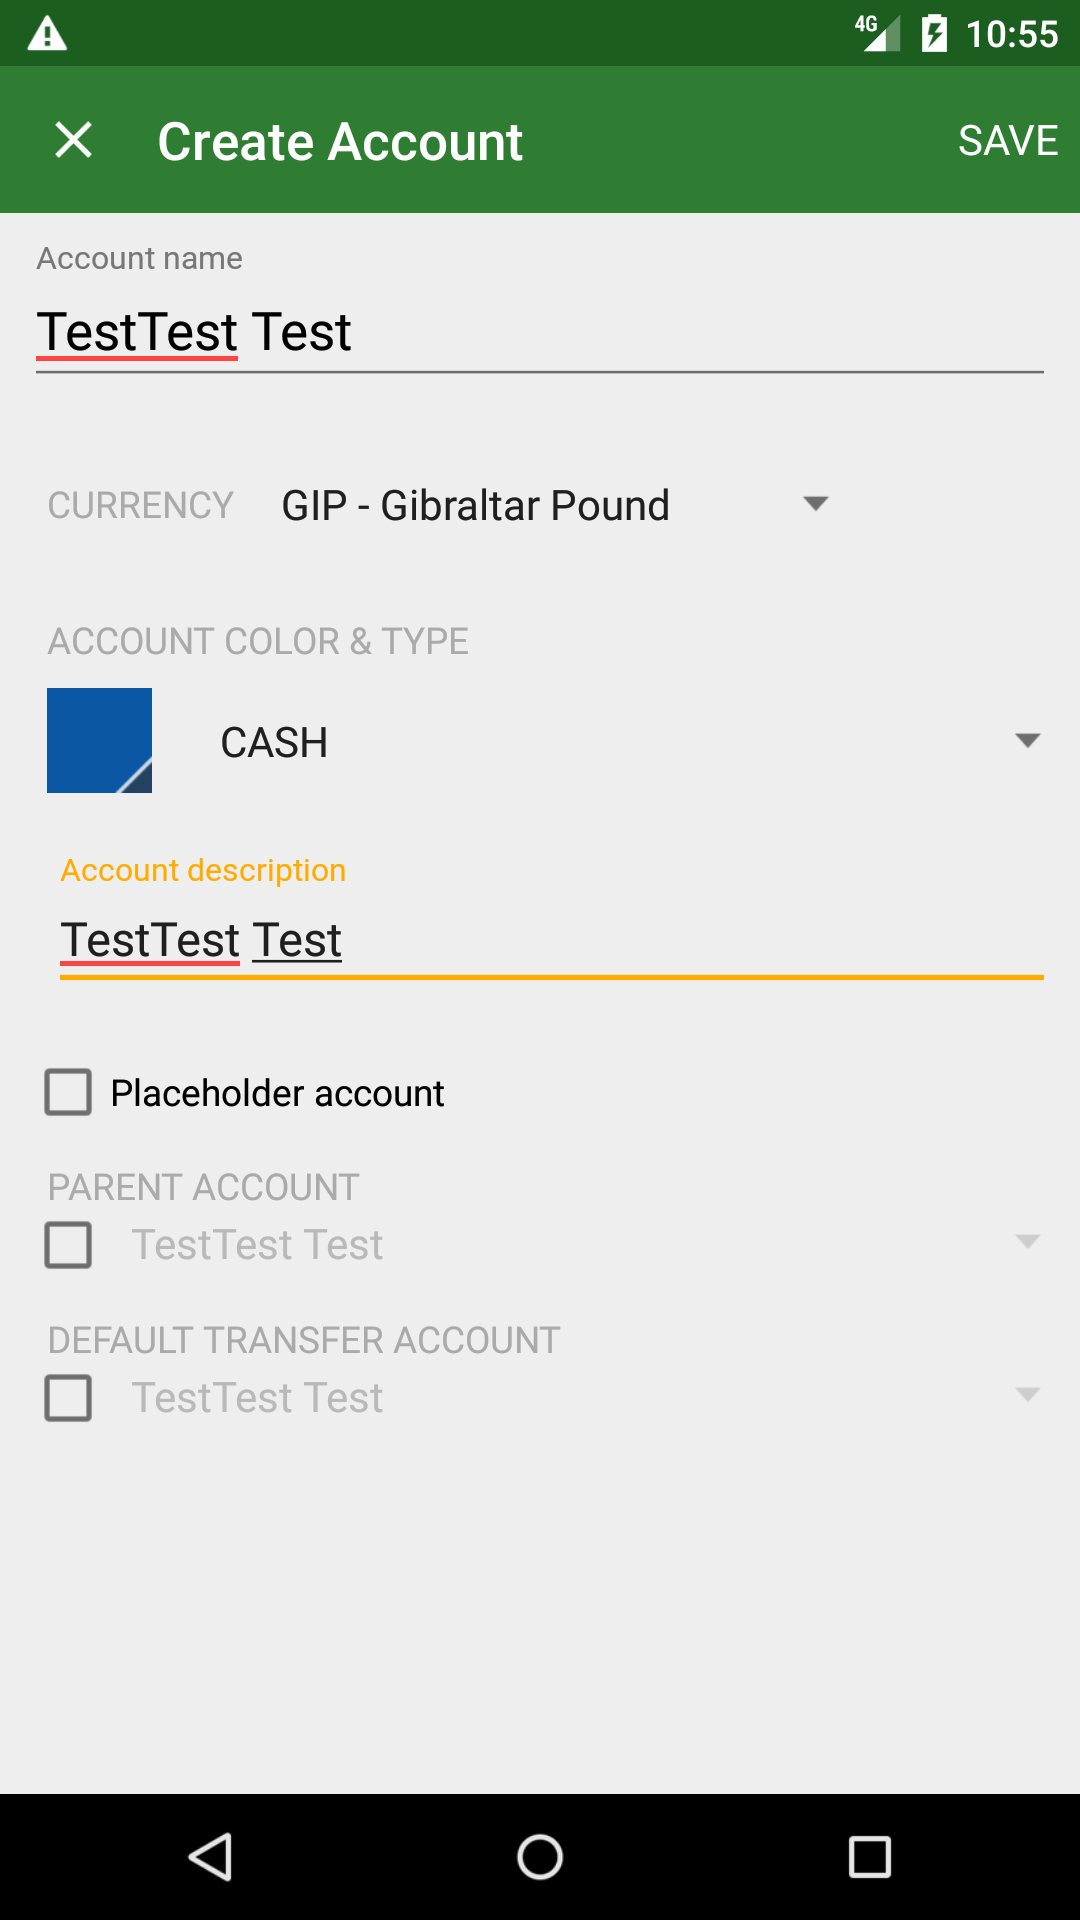 4G 10:55
Create Account SAVE
Account name
TestTest Test
CURRENCY GIP - Gibraltar Pound
ACCOUNT COLOR & TYPE
CASH
Account description
TestTest Test
Placeholder account
PARENT ACCOUNT
TestTest Test
DEFAULT TRANSFER ACCOUNT
TestTest Test